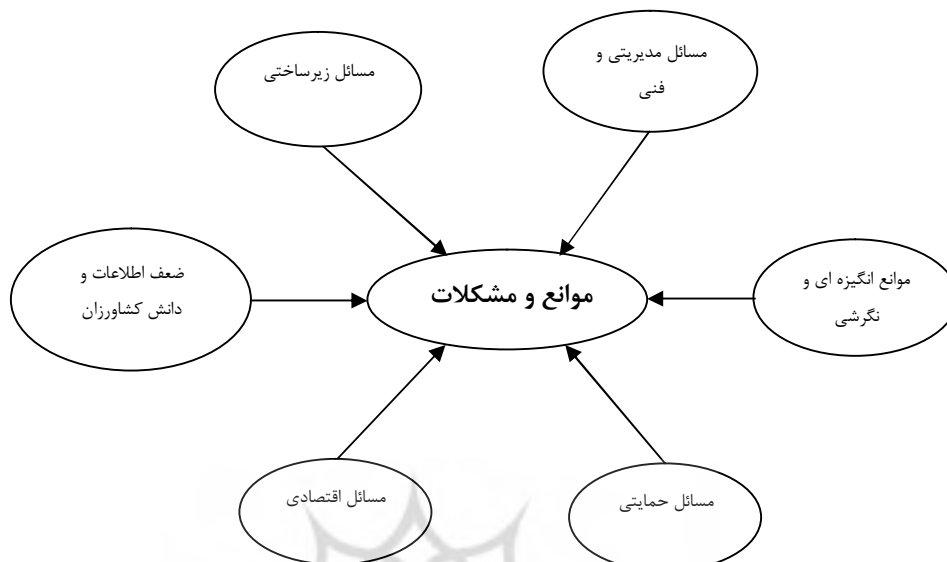 مسائل مدیریتی و
فنی
مسائل زیرساختی
موانع انگیزه ای و
نگرشی
موانع و مشکلات
ضعف اطلاعات و
دانش کشاورزان
مسائل حمایتی
مسائل اقتصادی